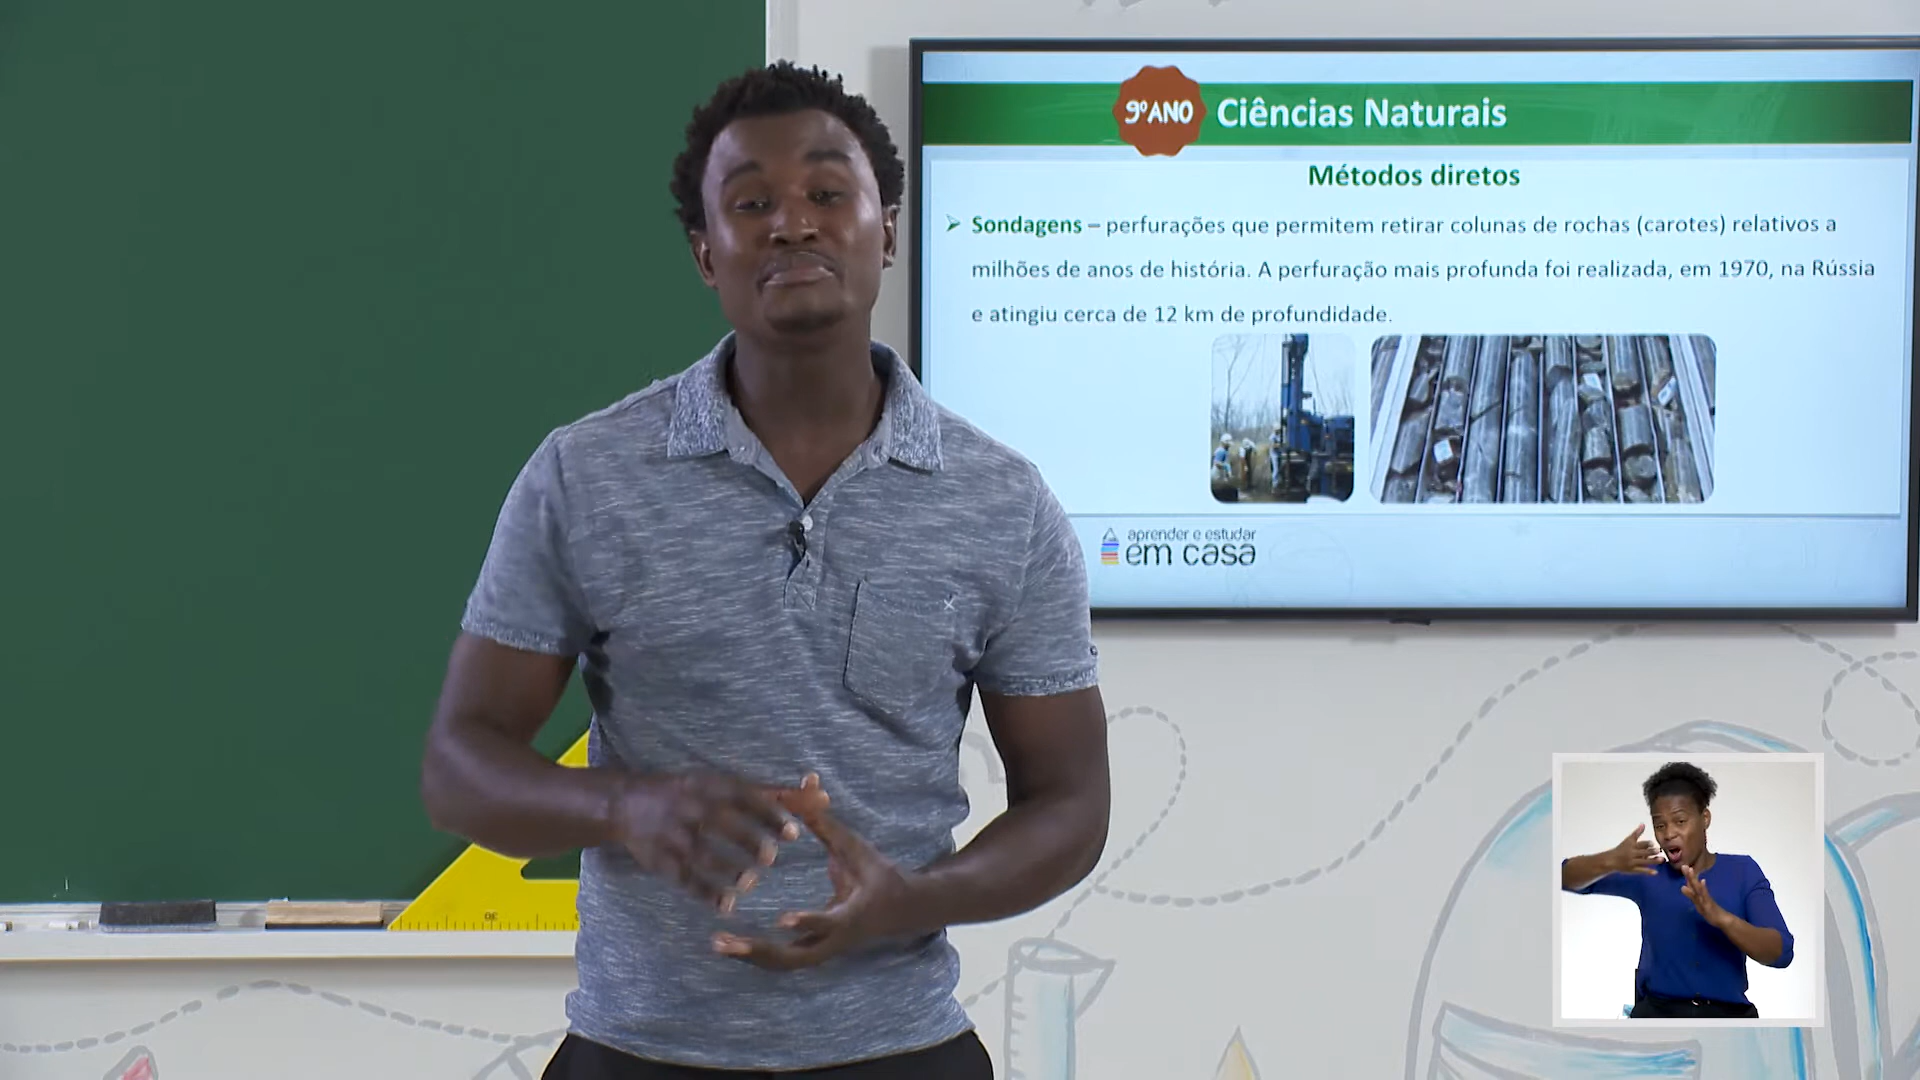 9ºANO Ciências Naturais
Métodos diretos
➢ Sondagens – perfurações que permitem retirar colunas de rochas (carotes) relativos a
milhões de anos de história. A perfuração mais profunda foi realizada, em 1970, na Rússia
e atingiu cerca de 12 km de profundidade.
aprender e estudar
em casa